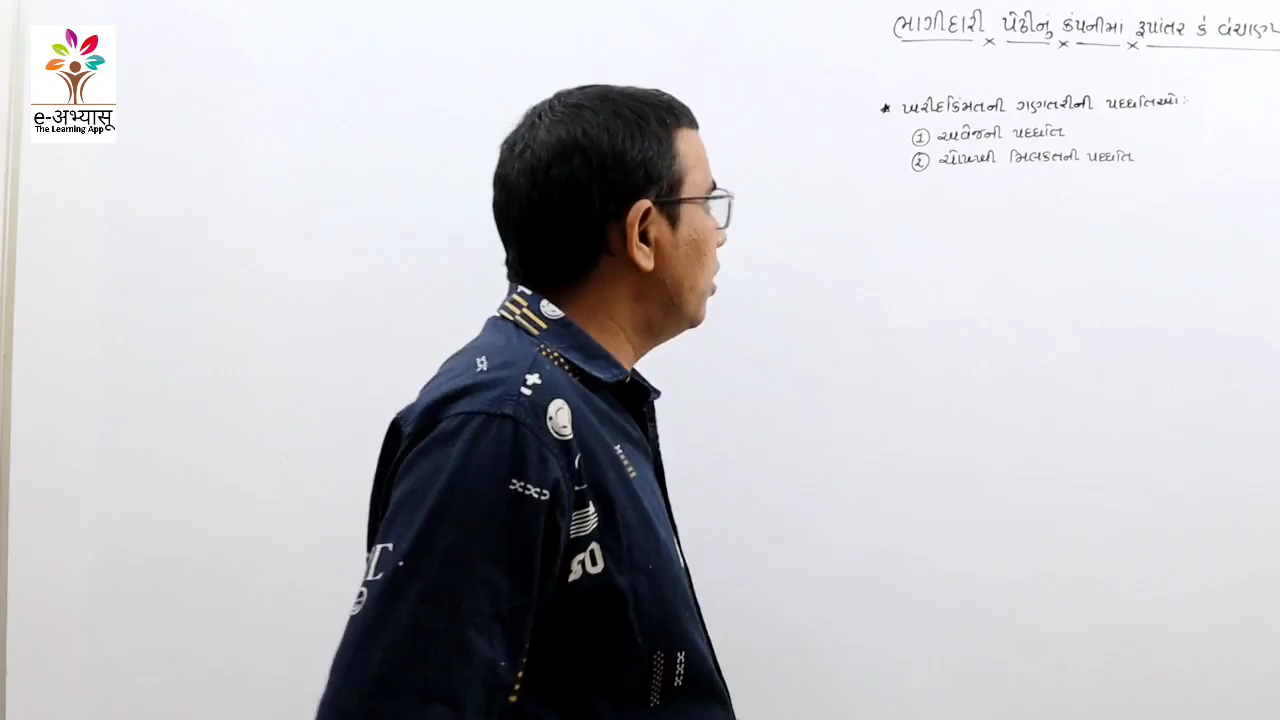 e-अभ्यासू
The Learning App
ભાગીદારી પેઢીનું કંપનીમાં રૂપાંતર કે વેચાણ
* ખરીદકિંમતની ગણતરીની પદ્ધતિઓ:
① અવેજની પદ્ધતિ
② ચોખ્ખી મિલકતની પદ્ધતિ
50